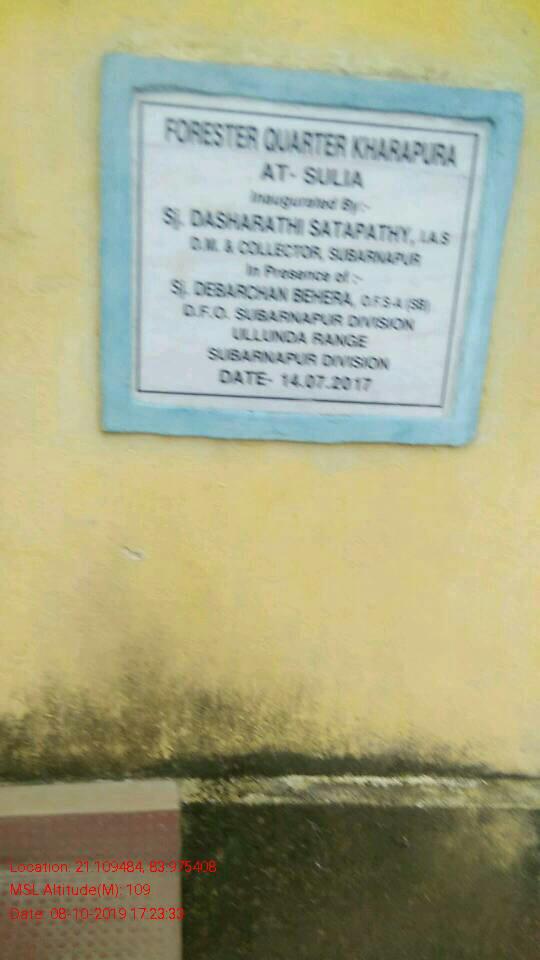 FORESTER QUARTER KHARAPURA
AT- SULIA
Inaugurated By:-
Sj. DASHARATHI SATAPATHY, I.A.S
D.M. & COLLECTOR, SUBARNAPUR
In Presence of :-
Sj. DEBARCHAN BEHERA, O.F.S-A (SB)
D.F.O. SUBARNAPUR DIVISION
ULLUNDA RANGE
SUBARNAPUR DIVISION
DATE- 14.07.2017
Location: 21.109484, 83.975408
MSL Altitude(M): 109
Date: 08-10-2019 17:23:33